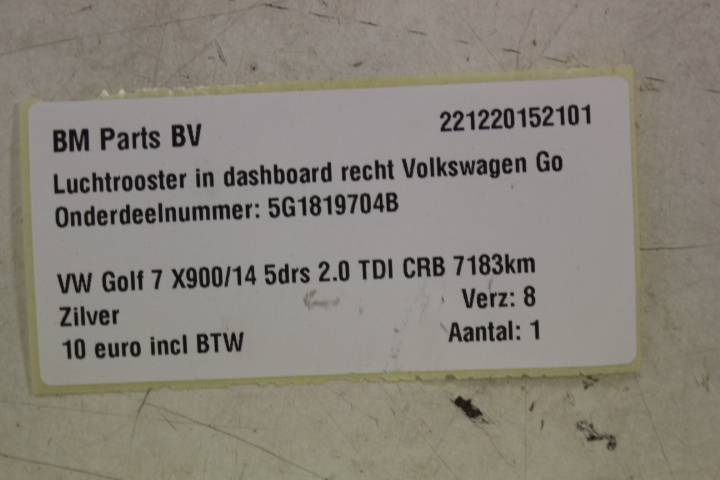 BM Parts BV 221220152101
Luchtrooster in dashboard recht Volkswagen Go
Onderdeelnummer: 5G1819704B
VW Golf 7 X900/14 5drs 2.0 TDI CRB 7183km
Zilver Verz: 8
10 euro incl BTW Aantal: 1